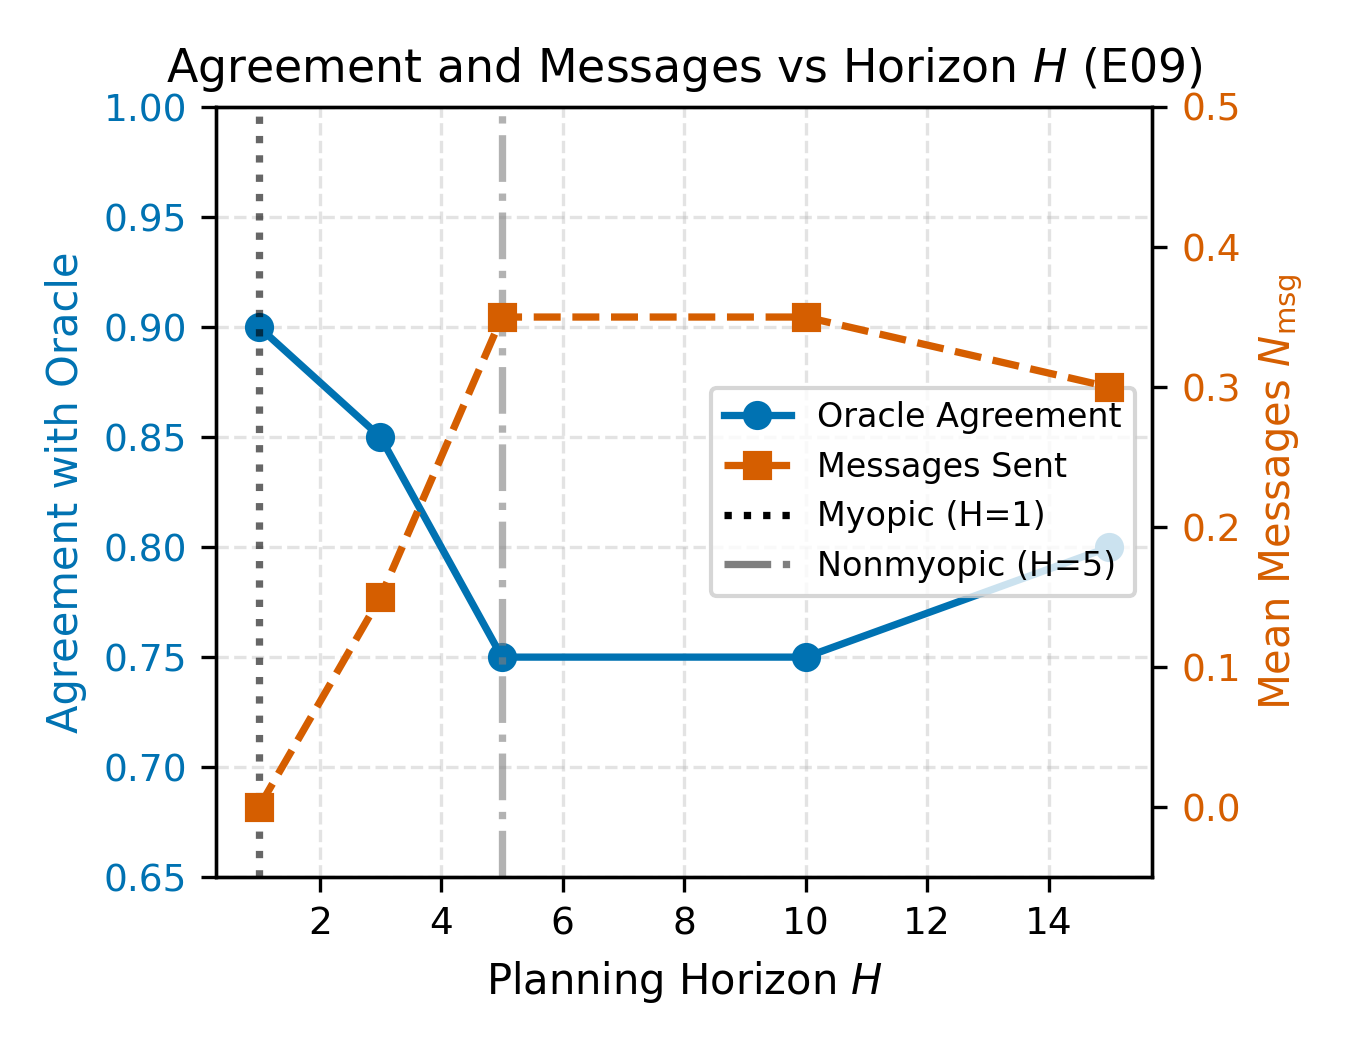 Agreement and Messages vs Horizon H (E09)
Agreement with Oracle
1.00
0.95
0.90
0.85
0.80
0.75
0.70
0.65
0.5
0.4
0.3
0.2
0.1
0.0
Mean Messages N_msg
Oracle Agreement
Messages Sent
Myopic (H=1)
Nonmyopic (H=5)
2 4 6 8 10 12 14
Planning Horizon H